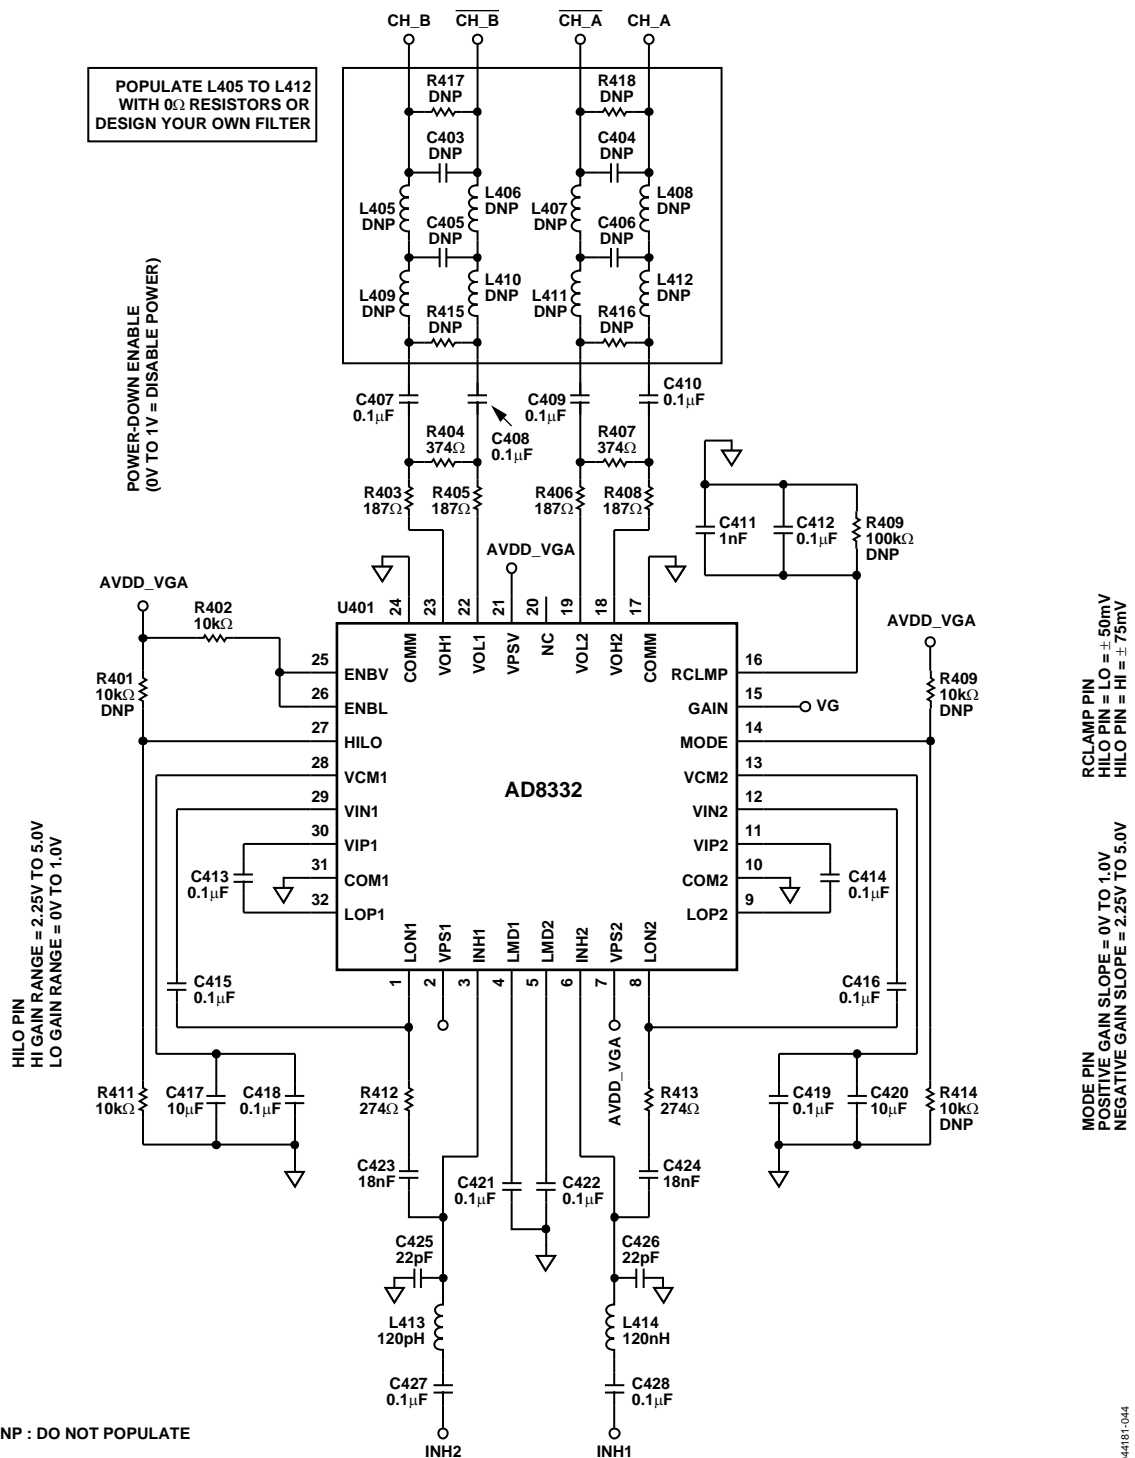 CH_B CH_B CH_A CH_A
POPULATE L405 TO L412
WITH 0Ω RESISTORS OR
DESIGN YOUR OWN FILTER
R417
DNP
R418
DNP
C403
DNP
C404
DNP
L405
DNP
L406
DNP
L407
DNP
L408
DNP
C405
DNP
C406
DNP
L409
DNP
L410
DNP
L411
DNP
L412
DNP
R415
DNP
R416
DNP
POWER-DOWN ENABLE
(0V TO 1V = DISABLE POWER)
C407
0.1µF
C408
0.1µF
C409
0.1µF
C410
0.1µF
R404
374Ω
R407
374Ω
R403
187Ω
R405
187Ω
R406
187Ω
R408
187Ω
C411
1nF
C412
0.1µF
R409
100kΩ
DNP
AVDD_VGA
AVDD_VGA
R402
10kΩ
R401
10kΩ
DNP
AVDD_VGA
R409
10kΩ
DNP
U401
24 23 22 21 20 19 18 17
COMM VOH1 VOL1 VPSV NC VOL2 VOH2 COMM
25 ENBV
26 ENBL
27 HILO
28 VCM1
29 VIN1
30 VIP1
31 COM1
32 LOP1
AD8332
RCLMP 16
GAIN 15
VG
MODE 14
VCM2 13
VIN2 12
VIP2 11
COM2 10
LOP2 9
LON1 VPS1 INH1 LMD1 LMD2 INH2 VPS2 LON2
1 2 3 4 5 6 7 8
RCLAMP PIN
HILO PIN = LO = ± 50mV
HILO PIN = HI = ± 75mV
HILO PIN
HI GAIN RANGE = 2.25V TO 5.0V
LO GAIN RANGE = 0V TO 1.0V
MODE PIN
POSITIVE GAIN SLOPE = 0V TO 1.0V
NEGATIVE GAIN SLOPE = 2.25V TO 5.0V
C413
0.1µF
C414
0.1µF
C415
0.1µF
C416
0.1µF
AVDD_VGA
R411
10kΩ
C417
10µF
C418
0.1µF
R412
274Ω
R413
274Ω
C419
0.1µF
C420
10µF
R414
10kΩ
DNP
C423
18nF
C421
0.1µF
C422
0.1µF
C424
18nF
C425
22pF
C426
22pF
L413
120pH
L414
120nH
C427
0.1µF
C428
0.1µF
INH2
INH1
NP : DO NOT POPULATE
44181-044